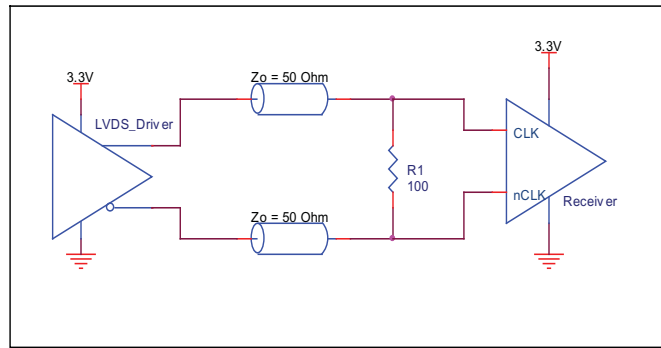 3.3V
LVDS_Driver
Zo = 50 Ohm
Zo = 50 Ohm
R1
100
3.3V
CLK
nCLK
Receiver